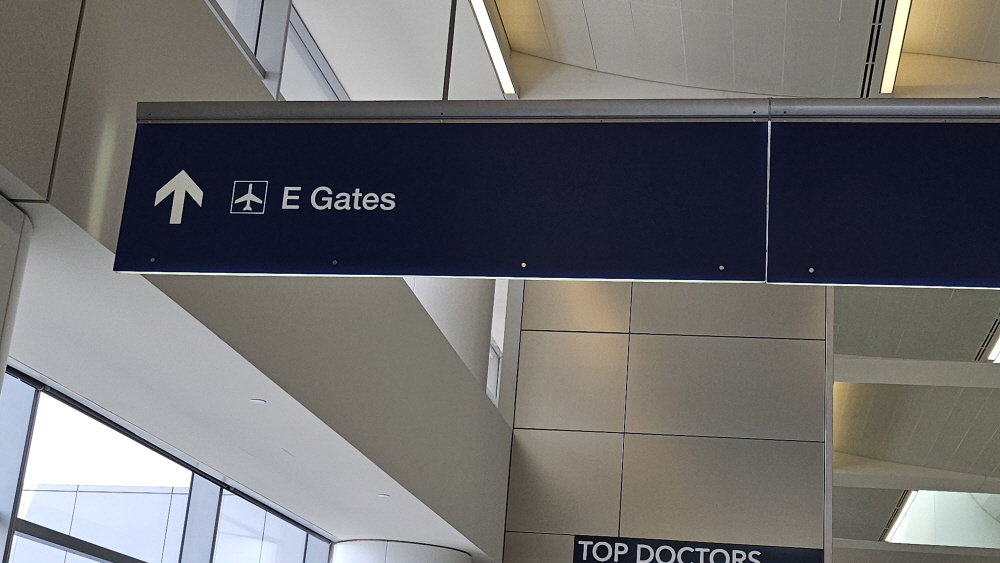 E Gates
TOP DOCTORS